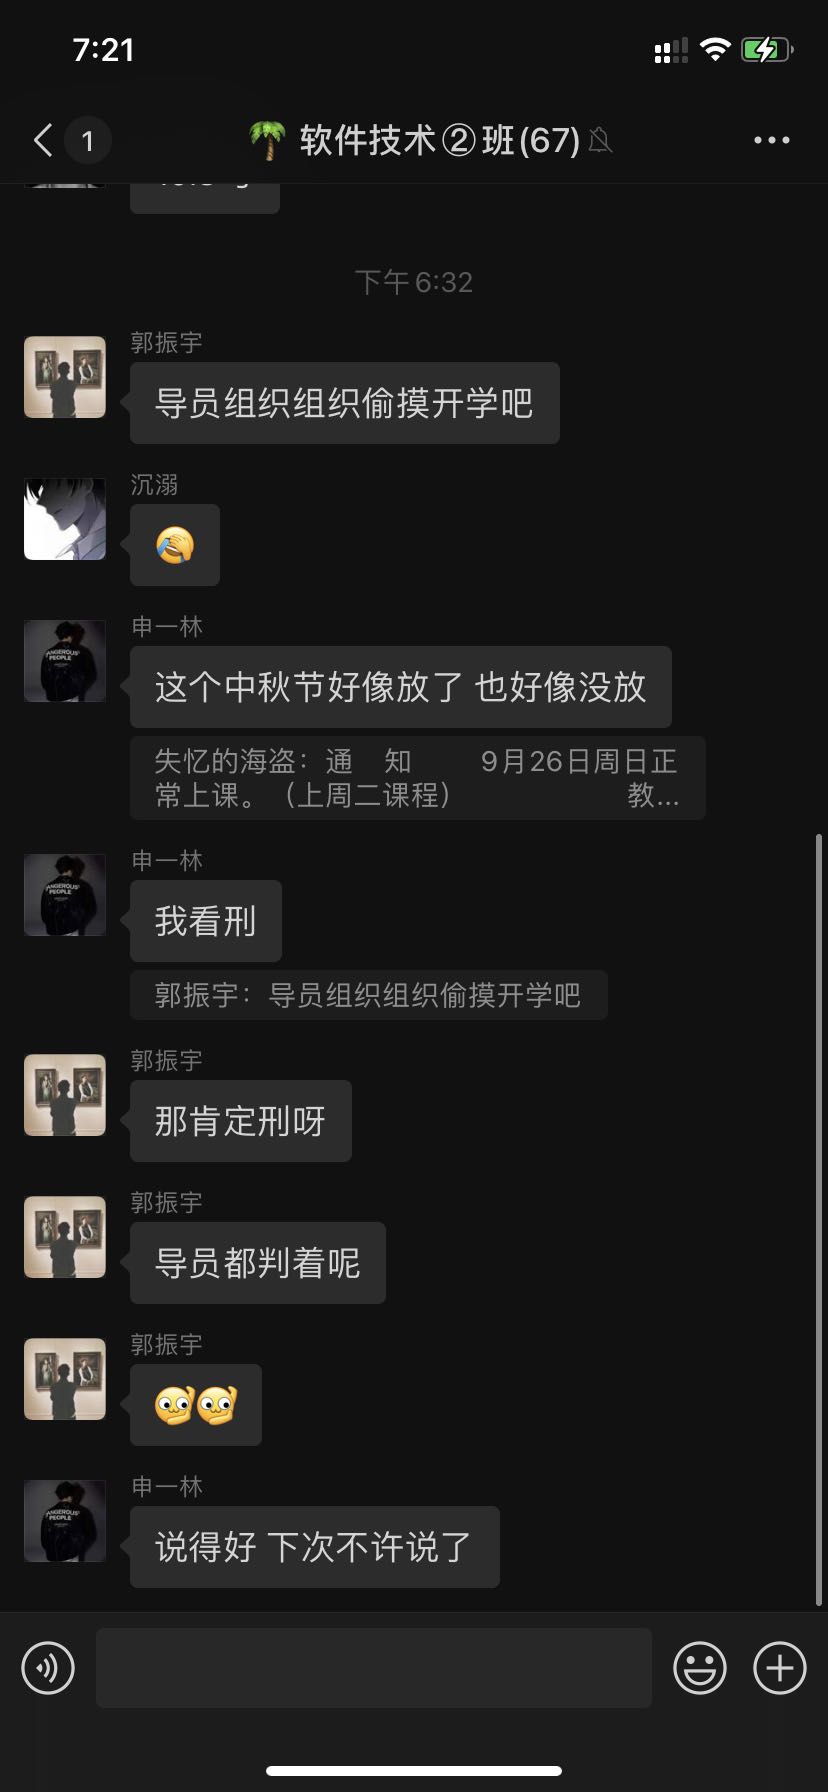 7:21
1
🌴 软件技术②班(67)
下午6:32
郭振宇
导员组织组织偷摸开学吧
沉溺
🤦
申一林
这个中秋节好像放了 也好像没放
失忆的海盗：通 知 9月26日周日正
常上课。（上周二课程） 教...
申一林
我看刑
郭振宇：导员组织组织偷摸开学吧
郭振宇
那肯定刑呀
郭振宇
导员都判着呢
郭振宇
申一林
说得好 下次不许说了